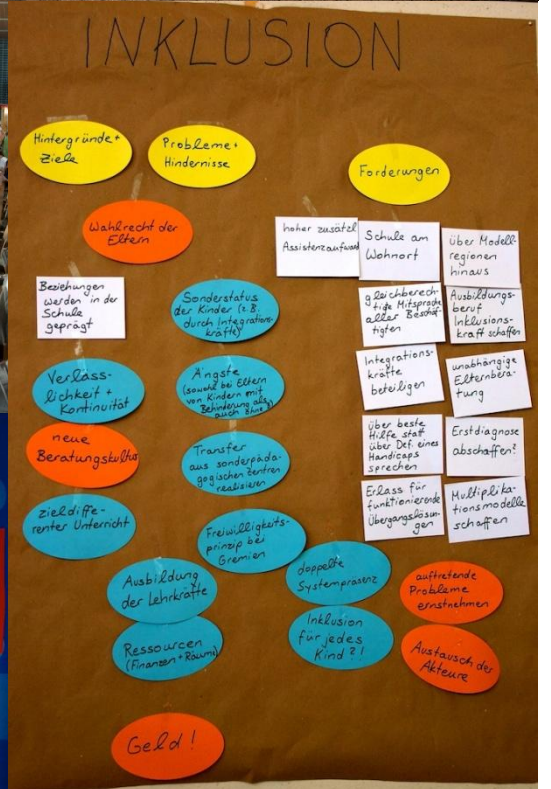 INKLUSION
Hintergründe +
Ziele
Probleme +
Hindernisse
Forderungen
Wahlrecht der
Eltern
Beziehungen
werden in der
Schule
geprägt
Verläss-
lichkeit +
Kontinuität
neue
Beratungskultur
zieldiffe-
renter Unterricht
Sonderstatus
der Kinder (z.B.
durch Integrations-
kräfte)
Ängste
(sowohl bei Eltern
von Kindern mit
Behinderung als
auch ohne)
Transfer
aus sonderpäda-
gogischen Zentren
realisieren
Freiwilligkeits-
prinzip bei
Gremien
Ausbildung
der Lehrkräfte
Ressourcen
(Finanzen + Räume)
Geld!
doppelte
Systempräsenz
Inklusion
für jedes
Kind?!
hoher zusätzl.
Assistenzaufwand
Schule am
Wohnort
über Modell-
regionen
hinaus
gleichberech-
tigte Mitsprache
aller Beschäf-
tigten
Ausbildungs-
beruf
Inklusions-
kraft schaffen
Integrations-
kräfte
beteiligen
unabhängige
Elternbera-
tung
über beste
Hilfe statt
über Def. eines
Handicaps
sprechen
Erstdiagnose
abschaffen?
Erlass für
funktionierende
Übergangslösun-
gen
Multiplika-
tionsmodelle
schaffen
auftretende
Probleme
ernstnehmen
Austausch der
Akteure